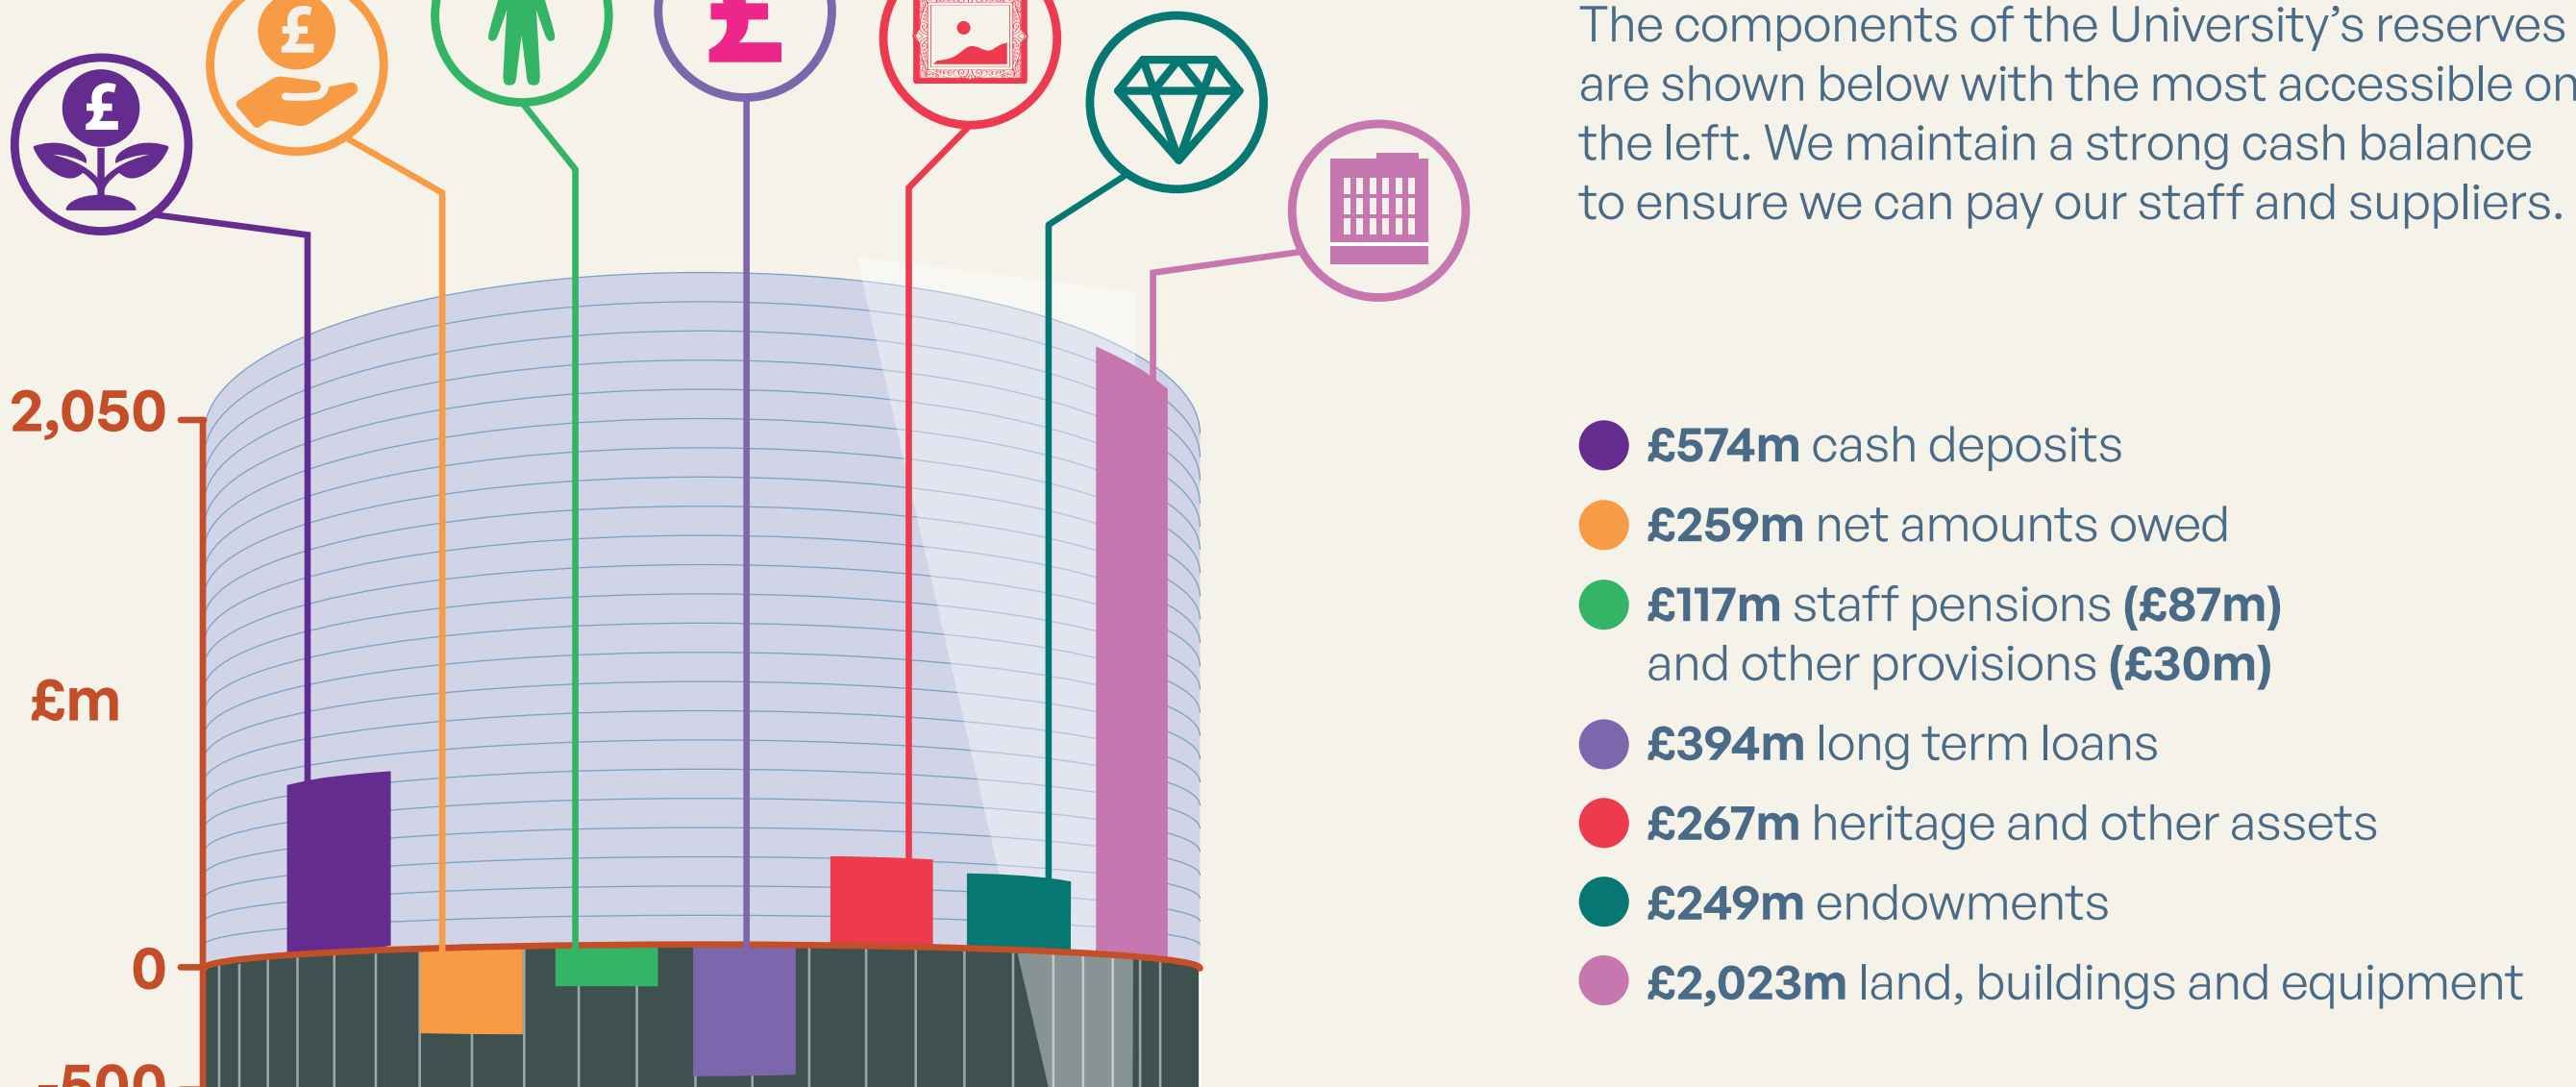 The components of the University’s reserves
are shown below with the most accessible on
the left. We maintain a strong cash balance
to ensure we can pay our staff and suppliers.
£
£
£
2,050
£m
0
-500
£574m cash deposits
£259m net amounts owed
£117m staff pensions (£87m)
and other provisions (£30m)
£394m long term loans
£267m heritage and other assets
£249m endowments
£2,023m land, buildings and equipment